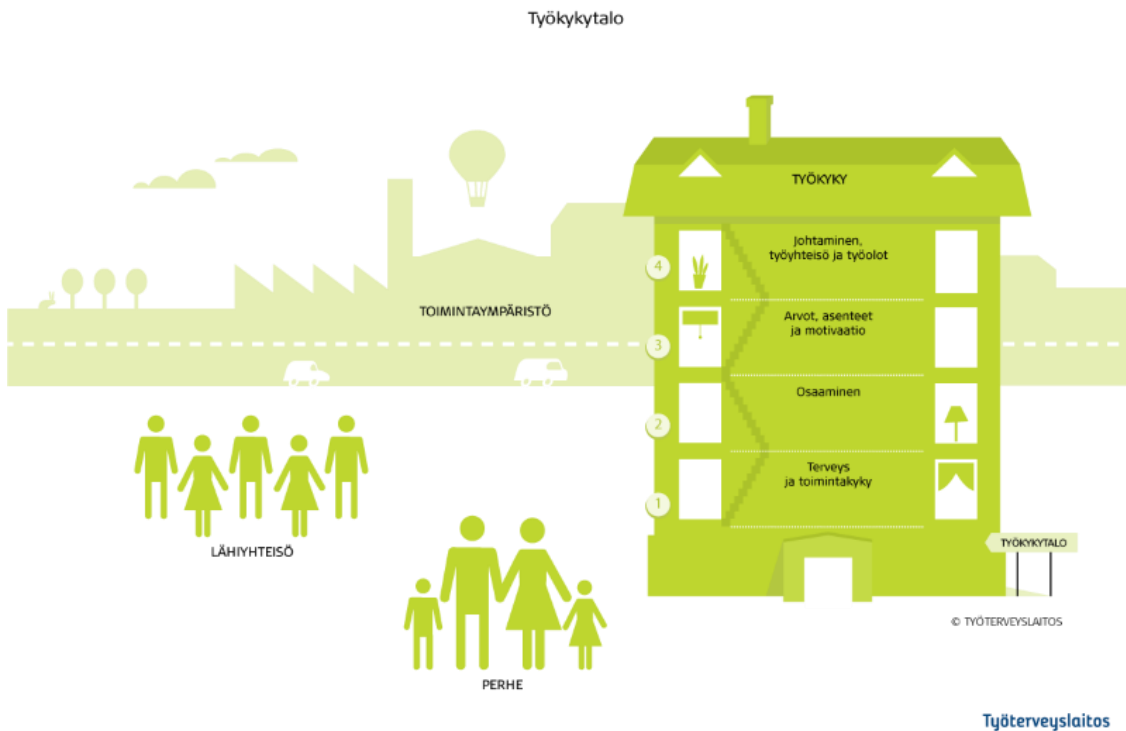 Työkykytalo
TYÖKYKY
Johtaminen,
työyhteisö ja työolot
4
Arvot, asenteet
ja motivaatio
3
Osaaminen
2
Terveys
ja toimintakyky
1
TOIMINTAYMPÄRISTÖ
LÄHIYHTEISÖ
PERHE
TYÖKYKYTALO
© TYÖTERVEYSLAITOS
Työterveyslaitos